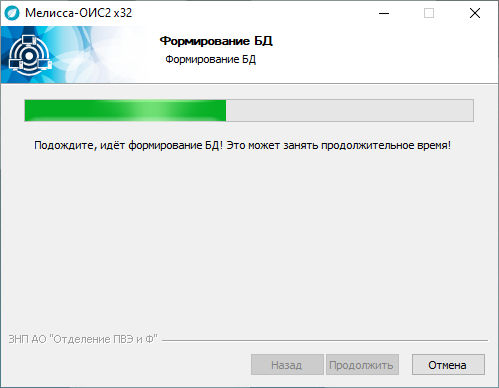 Мелисса-ОИС2 x32
Формирование БД
Формирование БД
Подождите, идёт формирование БД! Это может занять продолжительное время!
ЗНП АО "Отделение ПВЭ и Ф"
Назад
Продолжить
Отмена